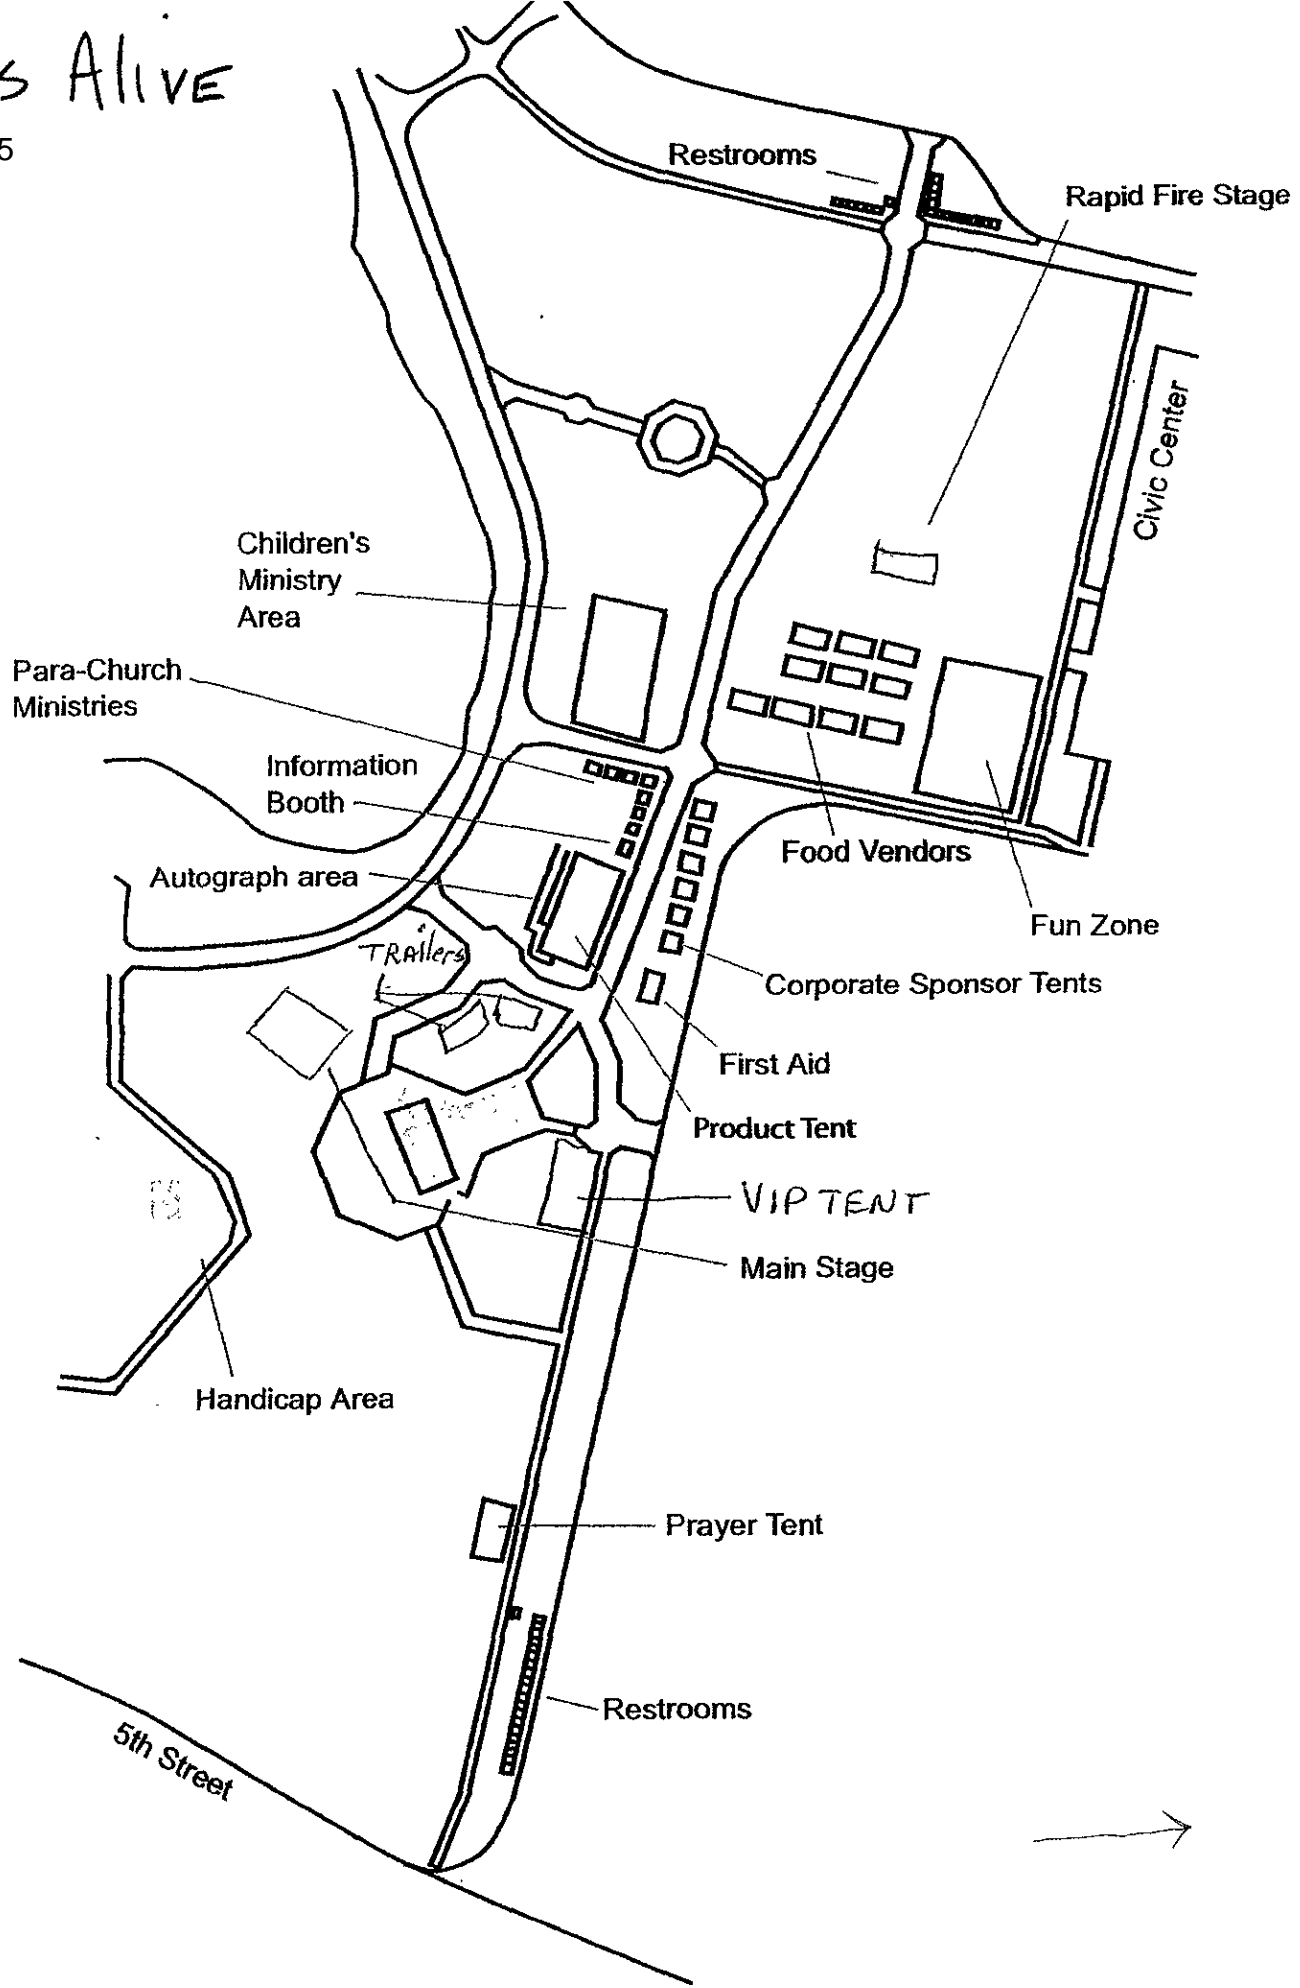 s Alive
5
Restrooms
Rapid Fire Stage
Civic Center
Children's
Ministry
Area
Para-Church
Ministries
Information
Booth
Food Vendors
Autograph area
Fun Zone
TRAilers
Corporate Sponsor Tents
First Aid
Product Tent
VIP TENT
Main Stage
Handicap Area
Prayer Tent
Restrooms
5th Street